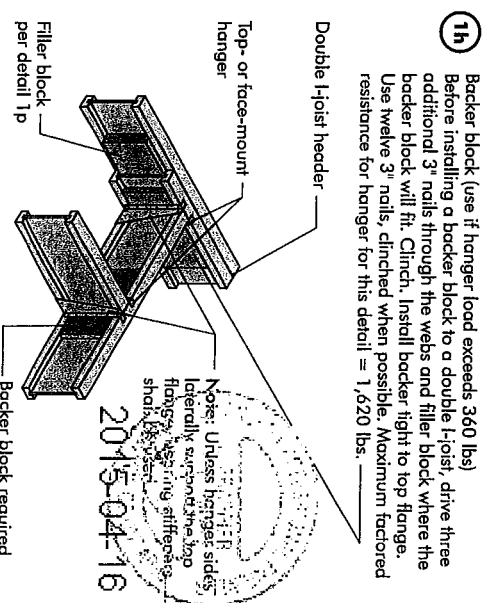 1h
Backer block (use if hanger load exceeds 360 lbs)
Before installing a backer block to a double I-joist, drive three
additional 3" nails through the webs and filler block where the
backer block will fit. Clinch. Install backer tight to top flange.
Use twelve 3" nails, clinched when possible. Maximum factored
resistance for hanger for this detail = 1,620 lbs.
Double I-joist header
Top- or face-mount
hanger
Filler block
per detail 1p
Note: Unless hanger sides
laterally support the top
flange, bearing stiffeners
shall be used.
2015-04-16
Backer block required